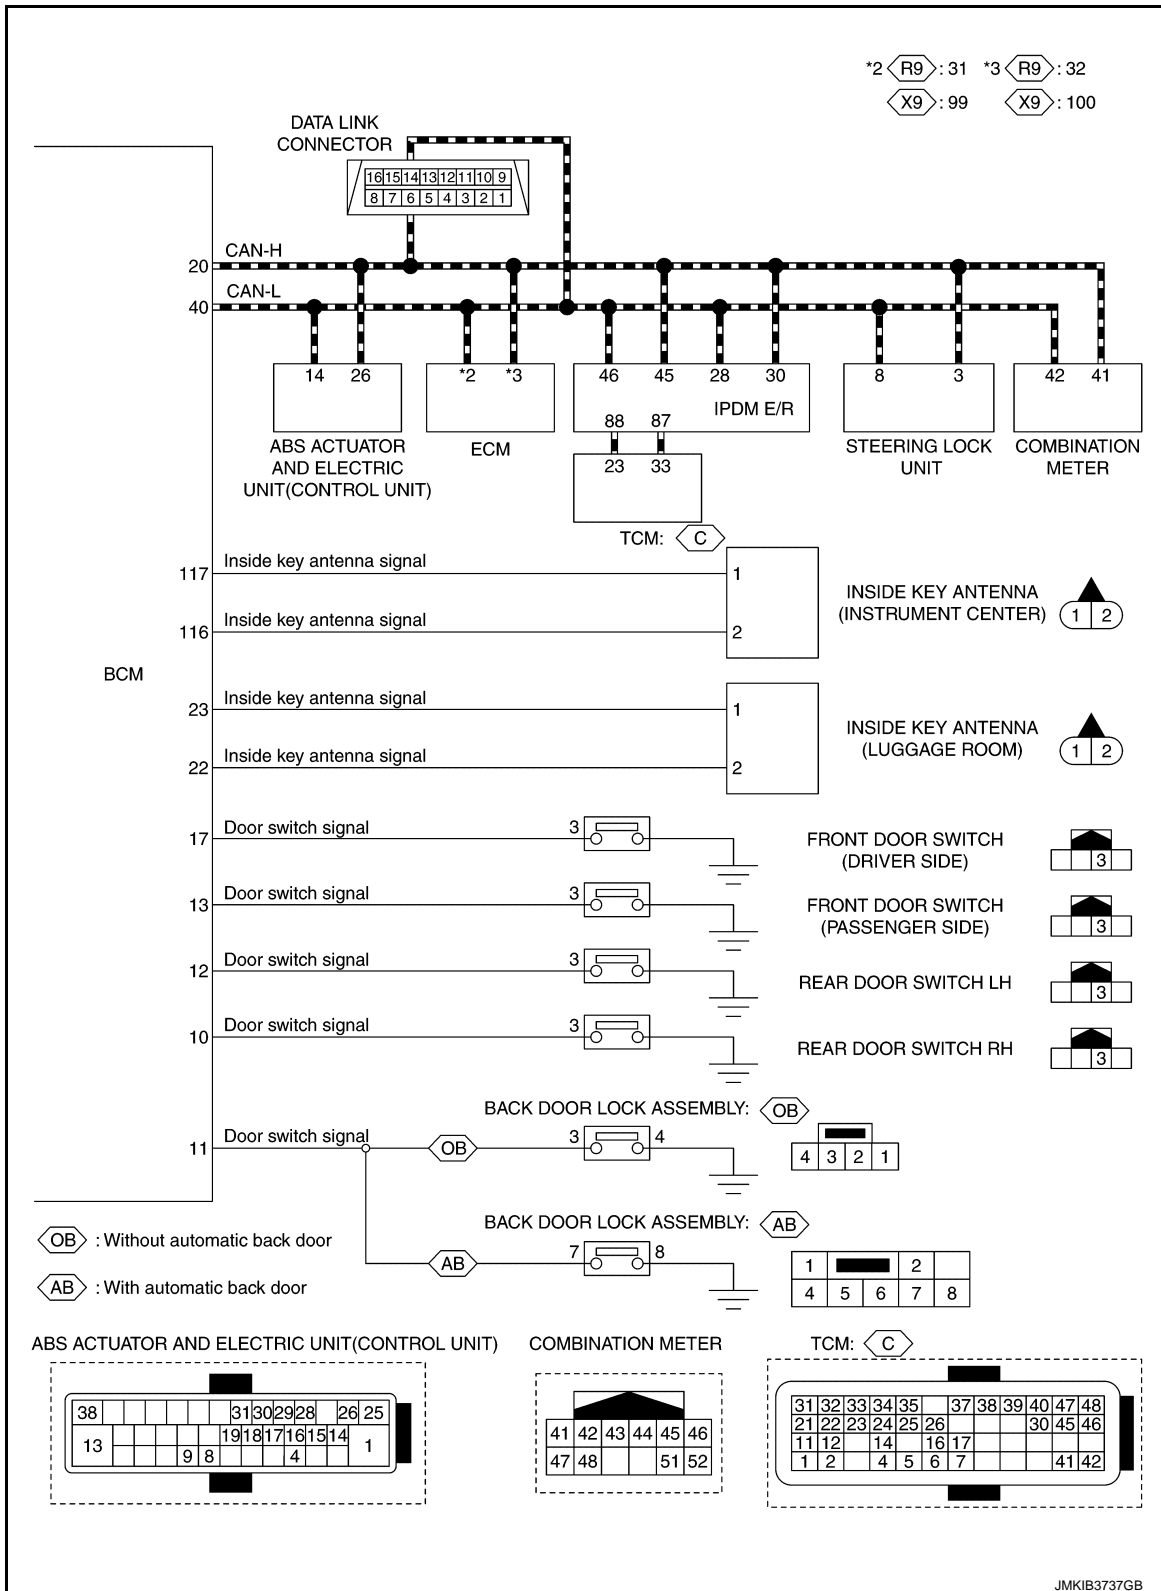 *2 R9 : 31 *3 R9 : 32
X9 : 99 X9 : 100
DATA LINK
CONNECTOR
16 15 14 13 12 11 10 9
8 7 6 5 4 3 2 1
20 CAN-H
40 CAN-L
14 26 *2 *3 46 45 28 30 8 3 42 41
IPDM E/R
88 87
ABS ACTUATOR
AND ELECTRIC
UNIT(CONTROL UNIT)
ECM
23 33
STEERING LOCK
UNIT
COMBINATION
METER
TCM: C
117 Inside key antenna signal 1
116 Inside key antenna signal 2
INSIDE KEY ANTENNA
(INSTRUMENT CENTER)
1 2
BCM
23 Inside key antenna signal 1
22 Inside key antenna signal 2
INSIDE KEY ANTENNA
(LUGGAGE ROOM)
1 2
17 Door switch signal 3
FRONT DOOR SWITCH
(DRIVER SIDE)
3
13 Door switch signal 3
FRONT DOOR SWITCH
(PASSENGER SIDE)
3
12 Door switch signal 3
REAR DOOR SWITCH LH
3
10 Door switch signal 3
REAR DOOR SWITCH RH
3
BACK DOOR LOCK ASSEMBLY: OB
11 Door switch signal OB 3 4
4 3 2 1
BACK DOOR LOCK ASSEMBLY: AB
AB 7 8
1 2
4 5 6 7 8
OB : Without automatic back door
AB : With automatic back door
ABS ACTUATOR AND ELECTRIC UNIT(CONTROL UNIT)
38 31 30 29 28 26 25
13 19 18 17 16 15 14 1
9 8 4
COMBINATION METER
41 42 43 44 45 46
47 48 51 52
TCM: C
31 32 33 34 35 37 38 39 40 47 48
21 22 23 24 25 26 30 45 46
11 12 14 16 17
1 2 4 5 6 7 41 42
JMKIB3737GB